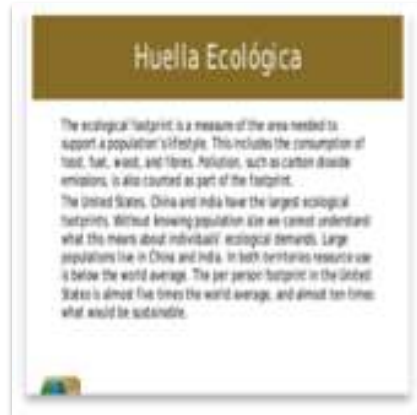 Huella Ecológica
The ecological footprint is a measure of the area needed to
support a population's lifestyle. This includes the consumption of
food, fuel, wood, and fibres. Pollution, such as carbon dioxide
emissions, is also counted as part of the footprint.
The United States, China and India have the largest ecological
footprints. Without knowing population size we cannot understand
what this means about individuals' ecological demands. Large
populations live in China and India. In both territories resource use
is below the world average. The per person footprint in the United
States is almost five times the world average, and almost ten times
what would be sustainable.